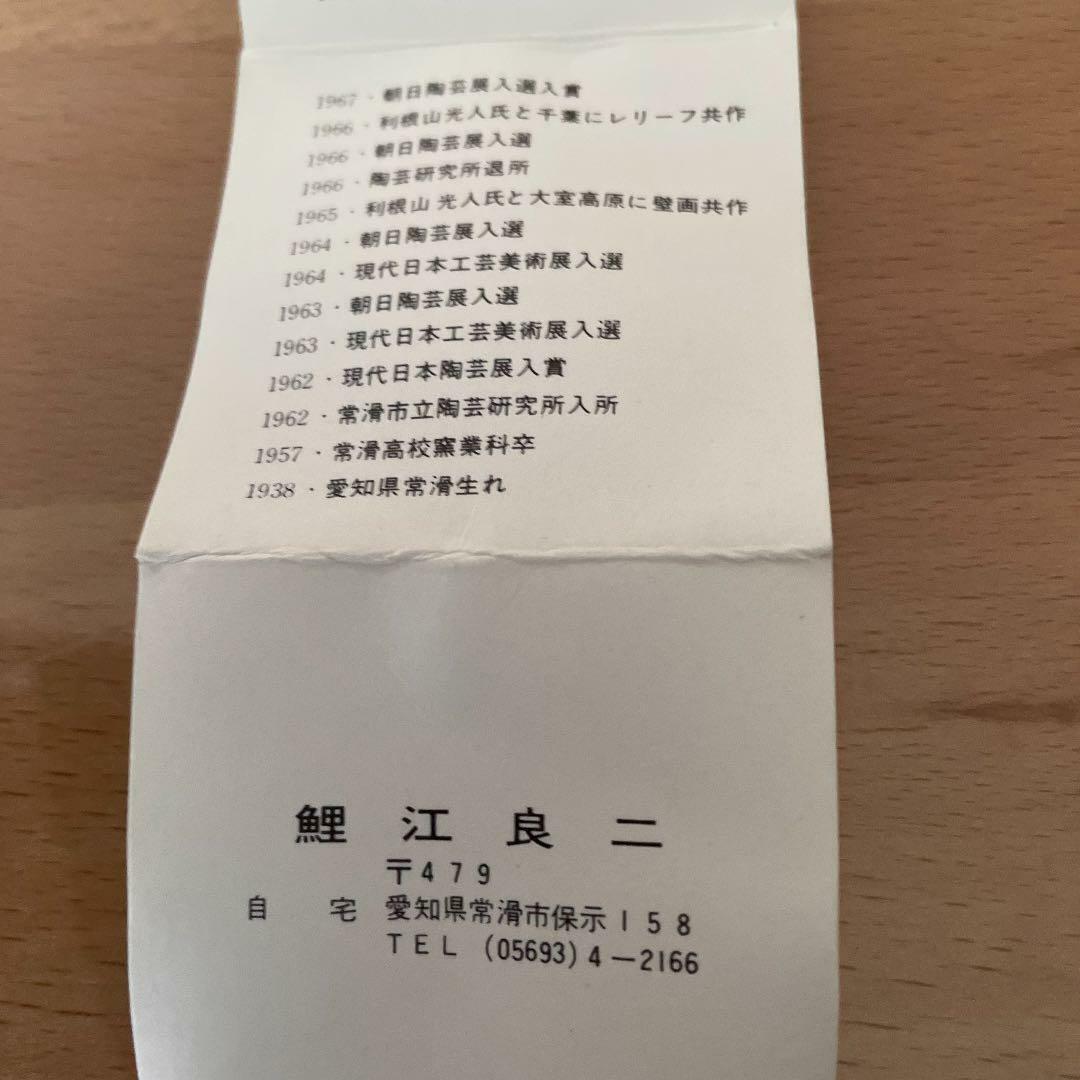 1967・朝日陶芸展入選入賞
1966・利根山光人氏と千葉にレリーフ共作
1966・朝日陶芸展入選
1966・陶芸研究所退所
1965・利根山光人氏と大室高原に壁画共作
1964・朝日陶芸展入選
1964・現代日本工芸美術展入選
1963・朝日陶芸展入選
1963・現代日本工芸美術展入選
1962・現代日本陶芸展入賞
1962・常滑市立陶芸研究所入所
1957・常滑高校窯業科卒
1938・愛知県常滑生れ
鯉江良二
〒479
自宅 愛知県常滑市保示158
TEL (05693)4-2166